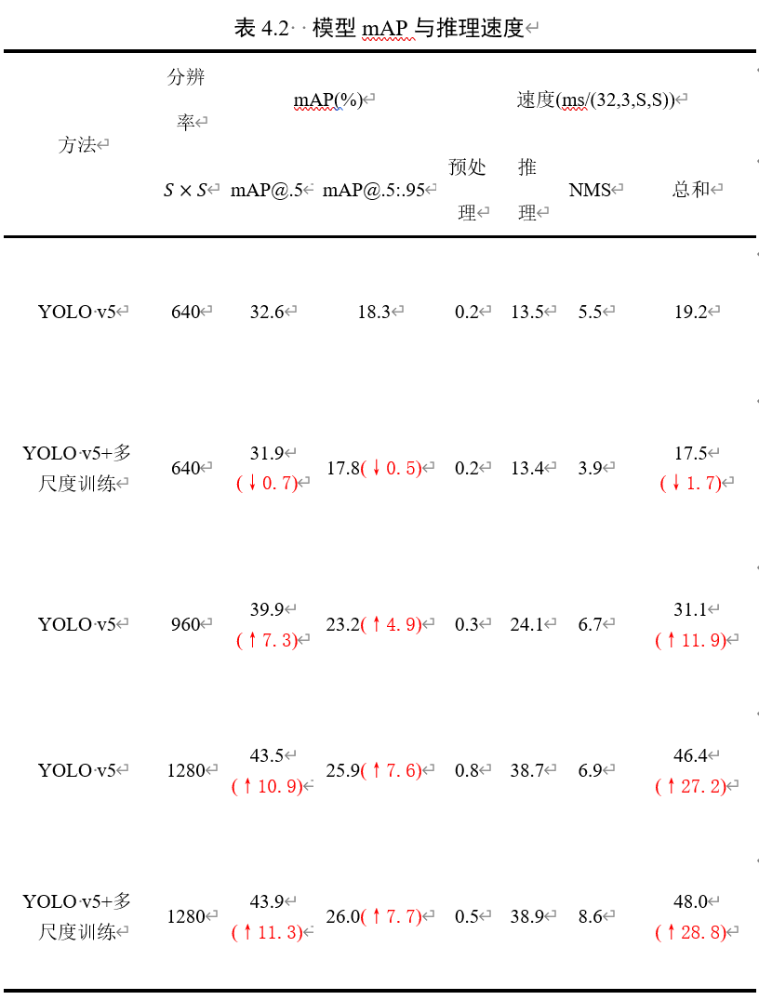 表 4.2 模型 mAP 与推理速度
方法
分辨
率
mAP(%)
速度(ms/(32,3,S,S))
S × S
mAP@.5
mAP@.5:.95
预处
理
推
理
NMS
总和
YOLO v5 640 32.6 18.3 0.2 13.5 5.5 19.2
YOLO v5+多
尺度训练
640
31.9
(↓0.7)
17.8(↓0.5)
0.2
13.4
3.9
17.5
(↓1.7)
YOLO v5
960
39.9
(↑7.3)
23.2(↑4.9)
0.3
24.1
6.7
31.1
(↑11.9)
YOLO v5
1280
43.5
(↑10.9)
25.9(↑7.6)
0.8
38.7
6.9
46.4
(↑27.2)
YOLO v5+多
尺度训练
1280
43.9
(↑11.3)
26.0(↑7.7)
0.5
38.9
8.6
48.0
(↑28.8)